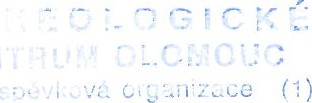 EOLOGICKÉ
TRUM OLOMOUC
spěvková organizace (1)